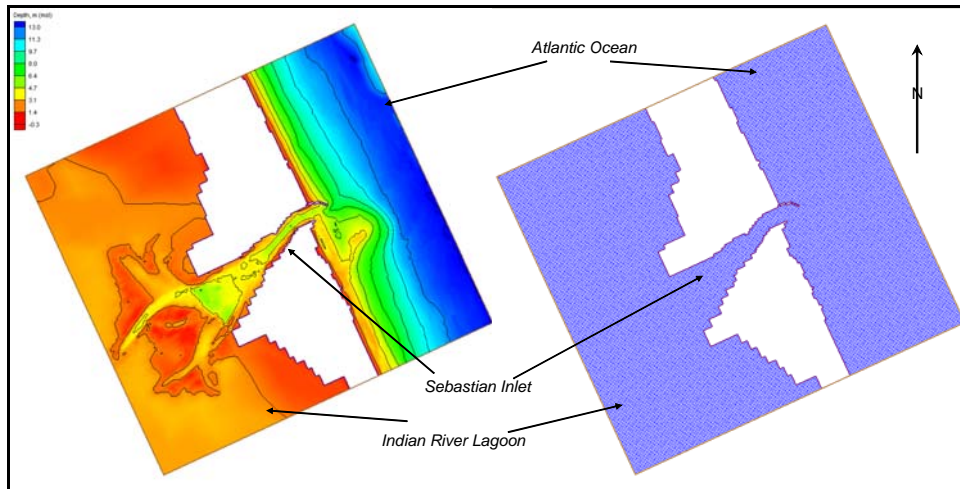 Depth, m (msl)
13.0
11.3
9.7
8.0
6.4
4.7
3.1
1.4
-0.3
Atlantic Ocean
N
Sebastian Inlet
Indian River Lagoon